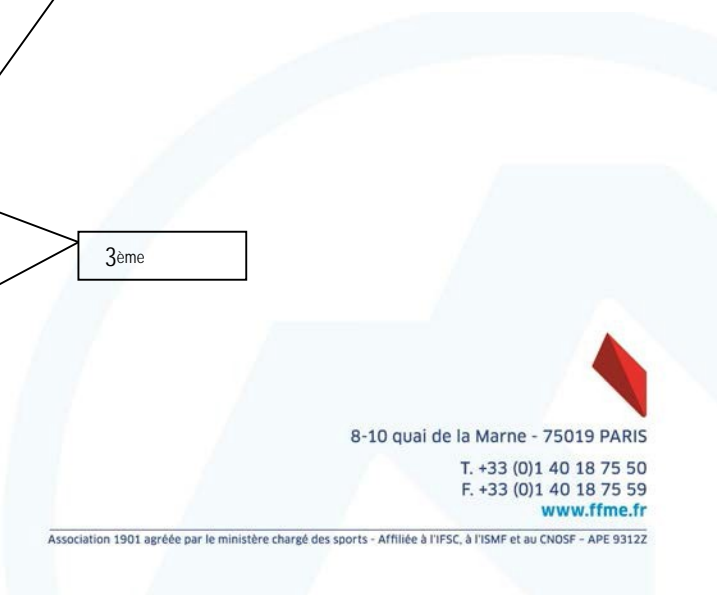 3ème
8-10 quai de la Marne - 75019 PARIS
T. +33 (0)1 40 18 75 50
F. +33 (0)1 40 18 75 59
www.ffme.fr
Association 1901 agréée par le ministère chargé des sports - Affiliée à l'IFSC, à l'ISMF et au CNOSF - APE 9312Z